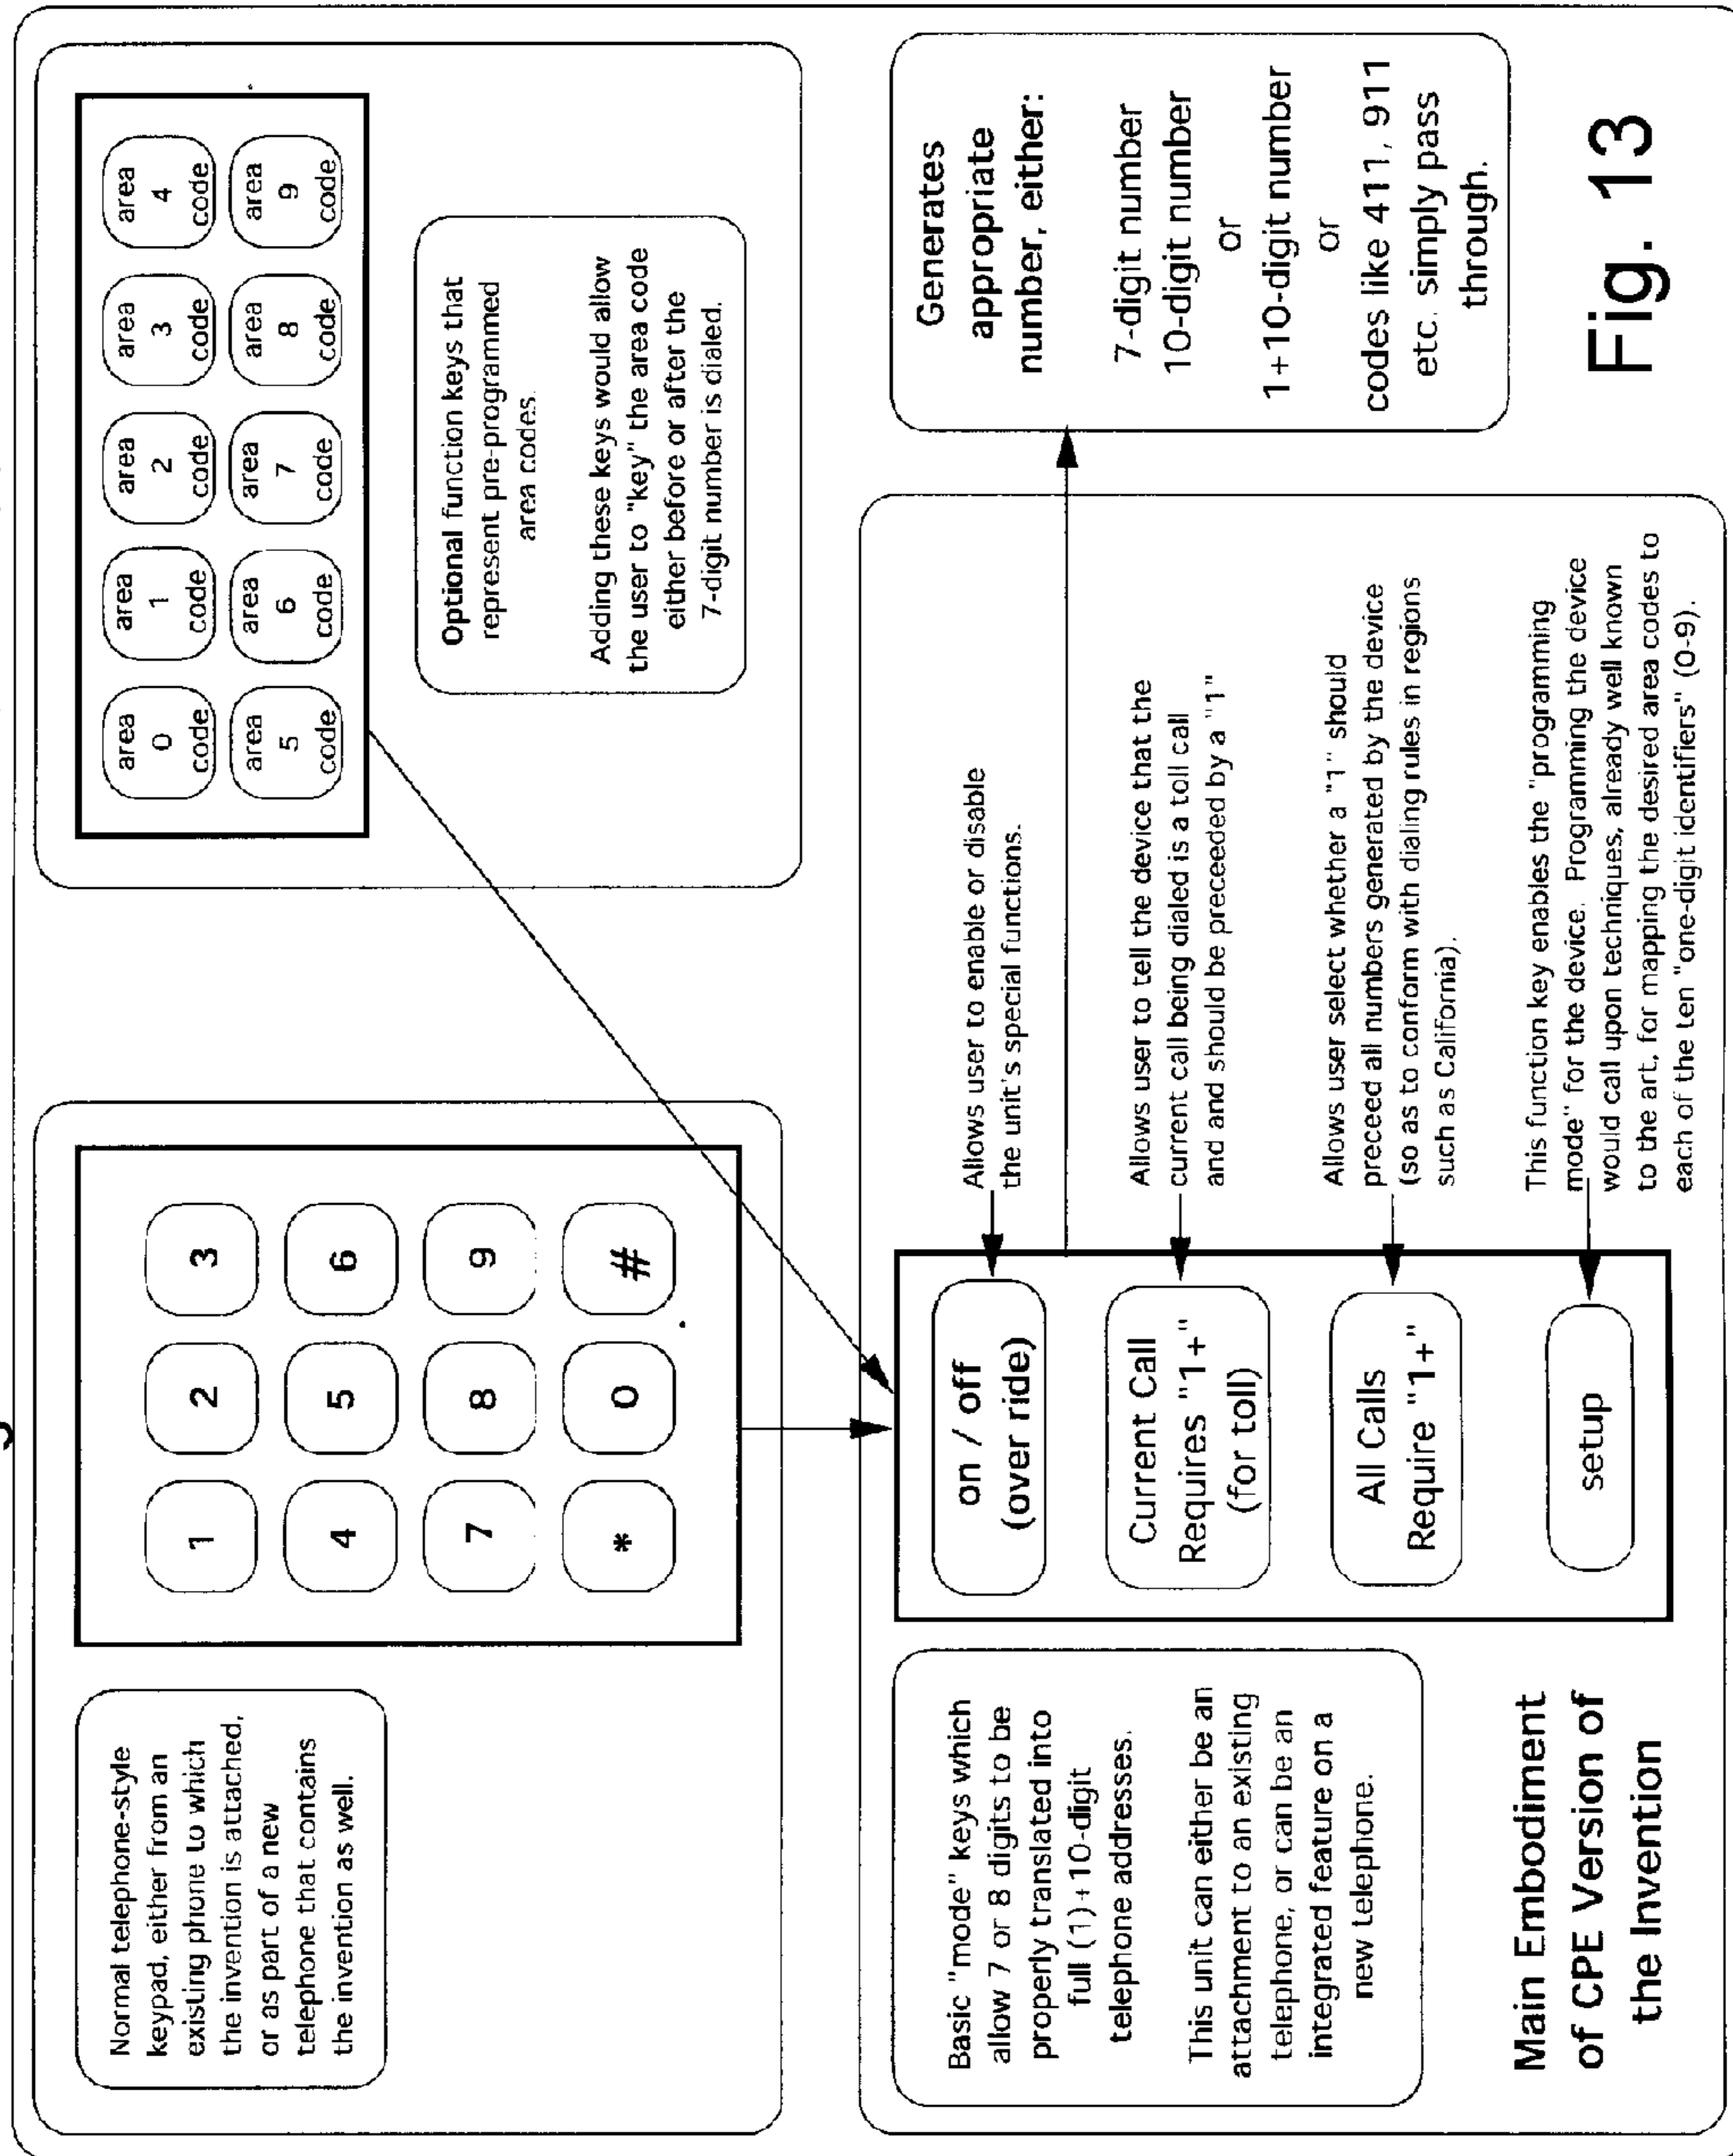 Normal telephone-style
keypad, either from an
existing phone to which
the invention is attached,
or as part of a new
telephone that contains
the invention as well.
1 2 3
4 5 6
7 8 9
* 0 #
area area area area area
0 1 2 3 4
code code code code code
area area area area area
5 6 7 8 9
code code code code code
Optional function keys that
represent pre-programmed
area codes.
Adding these keys would allow
the user to "key" the area code
either before or after the
7-digit number is dialed.
Basic "mode" keys which
allow 7 or 8 digits to be
properly translated into
full (1)+10-digit
telephone addresses.
This unit can either be an
attachment to an existing
telephone, or can be an
integrated feature on a
new telephone.
Main Embodiment
of CPE Version of
the Invention
on / off
(over ride)
Allows user to enable or disable
the unit's special functions.
Current Call
Requires "1+"
(for toll)
Allows user to tell the device that the
current call being dialed is a toll call
and and should be preceeded by a "1"
All Calls
Require "1+"
Allows user select whether a "1" should
preceed all numbers generated by the device
(so as to conform with dialing rules in regions
such as California).
setup
This function key enables the "programming
mode" for the device. Programming the device
would call upon techniques, already well known
to the art, for mapping the desired area codes to
each of the ten "one-digit identifiers" (0-9).
Generates
appropriate
number, either:
7-digit number
10-digit number
or
1+10-digit number
or
codes like 411, 911
etc. simply pass
through.
Fig. 13